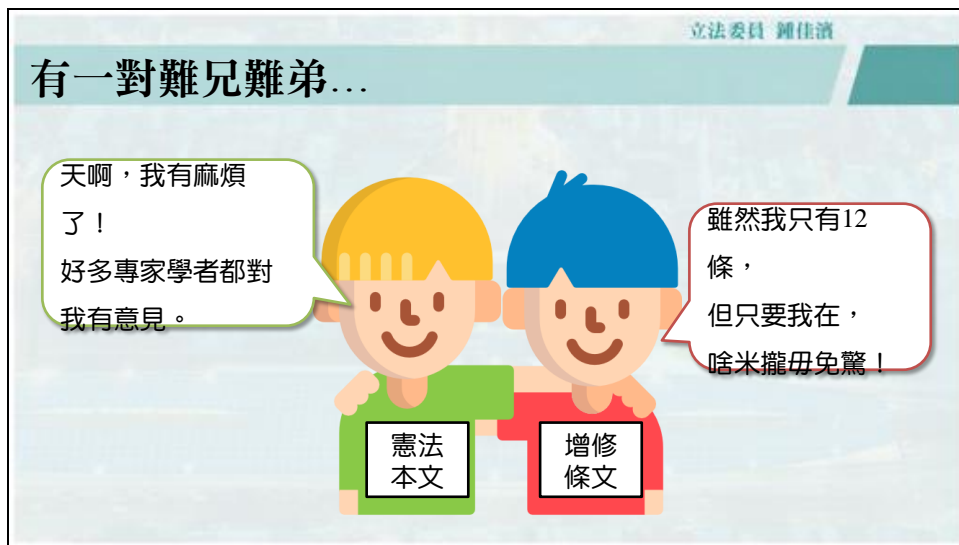 立法委員 鍾佳濱
有一對難兄難弟…
天啊，我有麻煩
了！
好多專家學者都對
我有意見。
雖然我只有12
條，
但只要我在，
啥米攏毋免驚！
憲法
本文
增修
條文